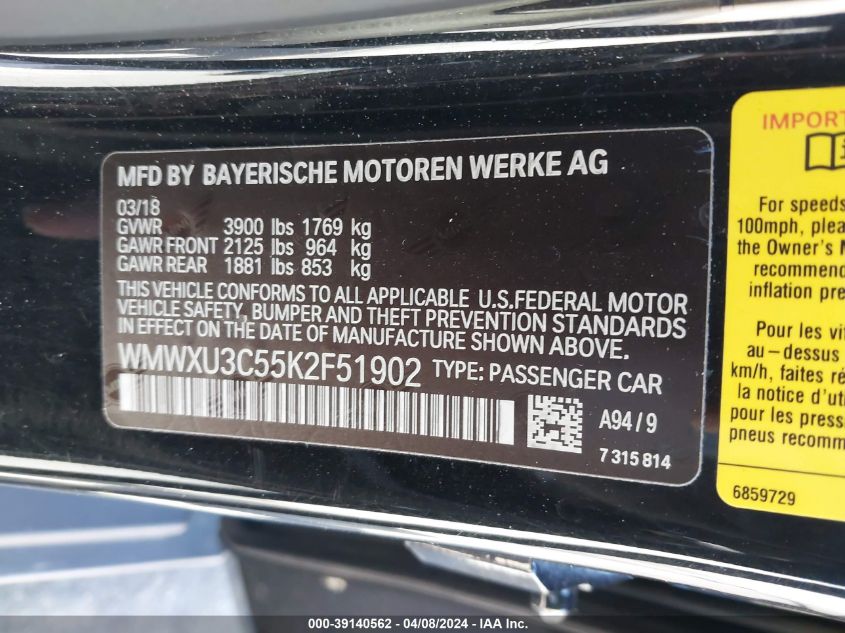 MFD BY BAYERISCHE MOTOREN WERKE AG
03/18
GVWR 3900 lbs 1769 kg
GAWR FRONT 2125 lbs 964 kg
GAWR REAR 1881 lbs 853 kg
THIS VEHICLE CONFORMS TO ALL APPLICABLE U.S.FEDERAL MOTOR
VEHICLE SAFETY, BUMPER AND THEFT PREVENTION STANDARDS
IN EFFECT ON THE DATE OF MANUFACTURE SHOWN ABOVE.
WMWXU3C55K2F51902 TYPE: PASSENGER CAR
A94/9
7 315 814
IMPORT
For speeds
100mph, plea
the Owner's M
recommend
inflation pre
Pour les vit
au-dessus
km/h, faites ré
la notice d'uti
pour les press
pneus recomm
6859729
000-39140562 - 04/08/2024 - IAA Inc.